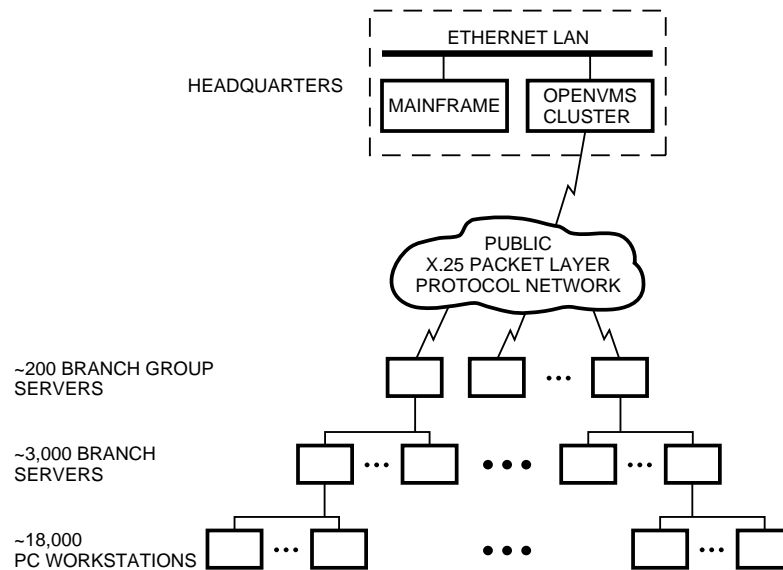 ETHERNET LAN
HEADQUARTERS
MAINFRAME
OPENVMS
CLUSTER
PUBLIC
X.25 PACKET LAYER
PROTOCOL NETWORK
~200 BRANCH GROUP
SERVERS
~3,000 BRANCH
SERVERS
~18,000
PC WORKSTATIONS